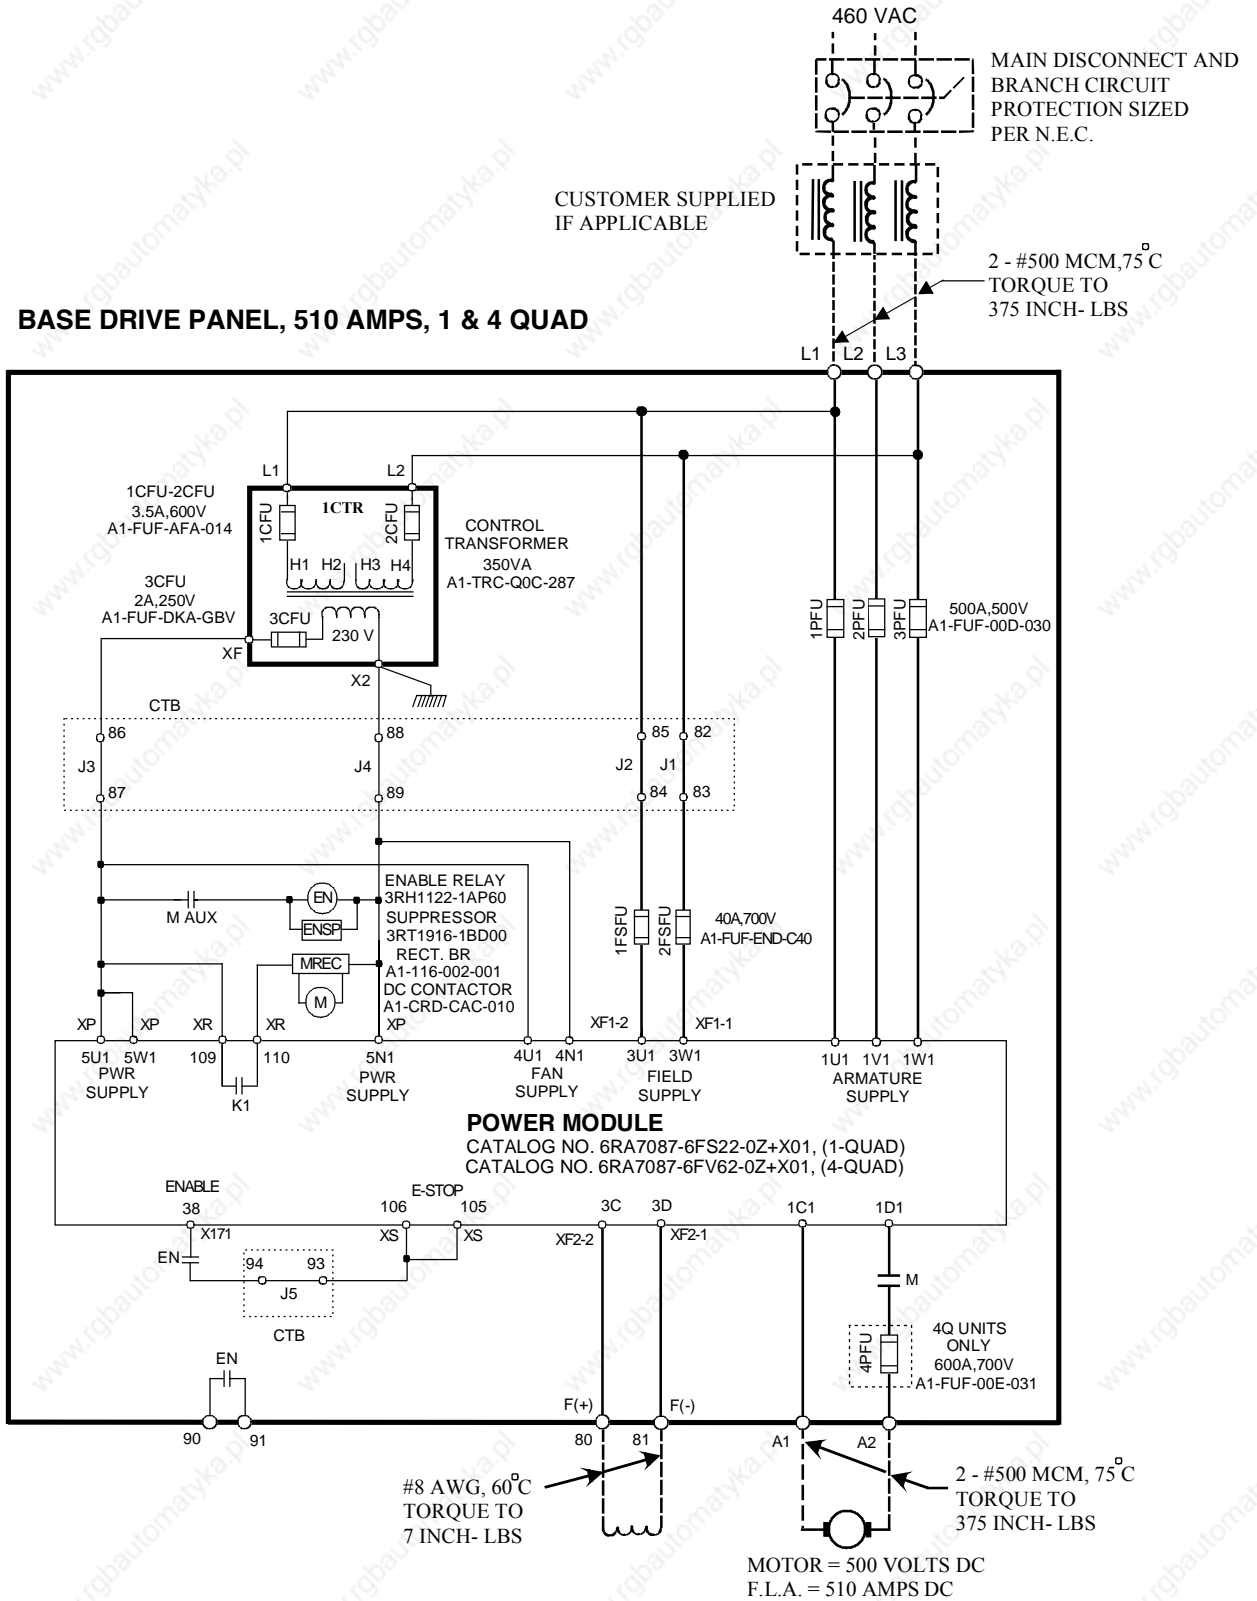 460 VAC
MAIN DISCONNECT AND
BRANCH CIRCUIT
PROTECTION SIZED
PER N.E.C.
CUSTOMER SUPPLIED
IF APPLICABLE
2 - #500 MCM,75°C
TORQUE TO
375 INCH- LBS
BASE DRIVE PANEL, 510 AMPS, 1 & 4 QUAD
L1 L2 L3
L1 L2
1CFU-2CFU
3.5A,600V
A1-FUF-AFA-014
1CFU
1CTR
2CFU
CONTROL
TRANSFORMER
350VA
A1-TRC-Q0C-287
H1 H2 H3 H4
3CFU
2A,250V
A1-FUF-DKA-GBV
3CFU
230 V
XF
X2
1PFU
2PFU
3PFU
500A,500V
A1-FUF-00D-030
CTB
86 88 85 82
J3 J4 J2 J1
87 89 84 83
M AUX
EN
ENSP
MREC
M
ENABLE RELAY
3RH1122-1AP60
SUPPRESSOR
3RT1916-1BD00
RECT. BR
A1-116-002-001
DC CONTACTOR
A1-CRD-CAC-010
1FSFU
2FSFU
40A,700V
A1-FUF-END-C40
XP XP XR XR XP XF1-2 XF1-1
5U1 5W1 109 110 5N1 4U1 4N1 3U1 3W1 1U1 1V1 1W1
PWR
SUPPLY
K1
PWR
SUPPLY
FAN
SUPPLY
FIELD
SUPPLY
ARMATURE
SUPPLY
POWER MODULE
CATALOG NO. 6RA7087-6FS22-0Z+X01, (1-QUAD)
CATALOG NO. 6RA7087-6FV62-0Z+X01, (4-QUAD)
ENABLE
E-STOP
38 106 105 3C 3D 1C1 1D1
X171 XS XS XF2-2 XF2-1
EN
94 93
J5
CTB
M
4PFU
4Q UNITS
ONLY
600A,700V
A1-FUF-00E-031
EN
90 91
F(+) F(-)
80 81 A1 A2
#8 AWG, 60°C
TORQUE TO
7 INCH- LBS
2 - #500 MCM, 75°C
TORQUE TO
375 INCH- LBS
MOTOR = 500 VOLTS DC
F.L.A. = 510 AMPS DC
www.rgbautomatyka.pl